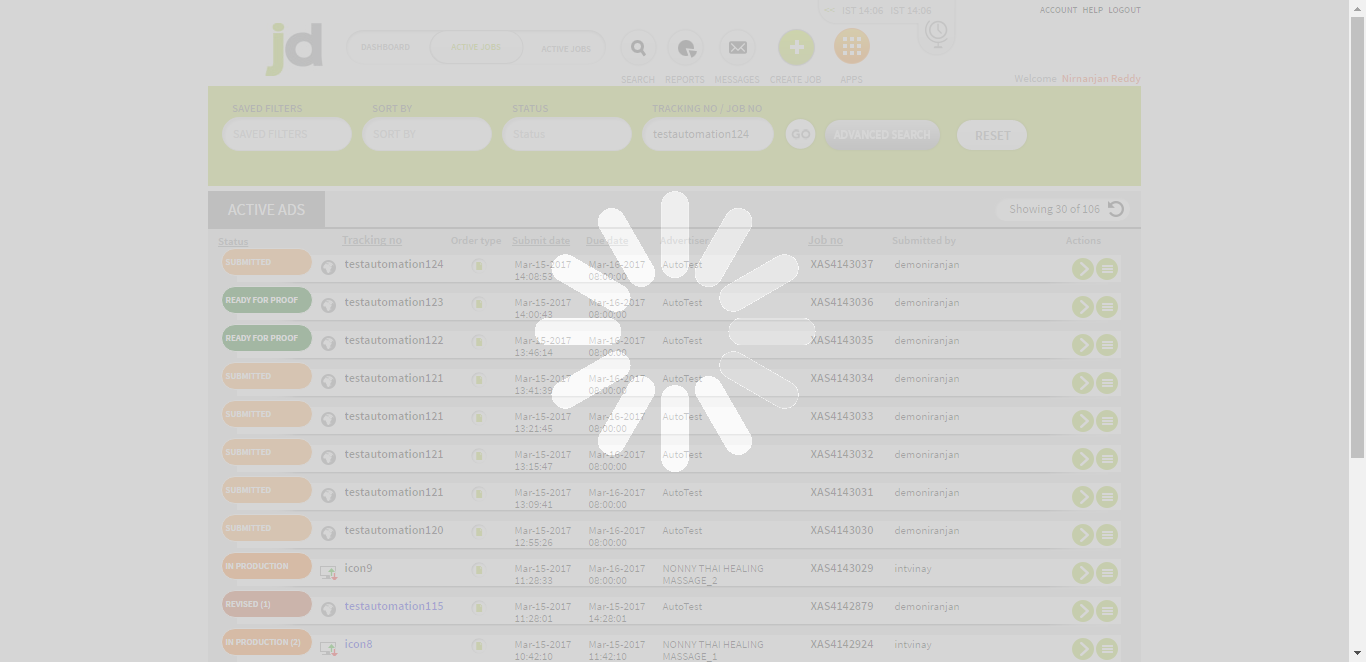 IST 14:06 IST 14:06
ACCOUNT HELP LOGOUT
jd
DASHBOARD ACTIVE JOBS ACTIVE JOBS
SEARCH REPORTS MESSAGES CREATE JOB APPS
Welcome Nirnanjan Reddy
SAVED FILTERS SORT BY STATUS TRACKING NO / JOB NO
SAVED FILTERS SORT BY Status testautomation124 GO ADVANCED SEARCH RESET
ACTIVE ADS Showing 30 of 106
Status Tracking no Order type Submit date Due date Advertiser Job no Submitted by Actions
SUBMITTED testautomation124 Mar-15-2017 Mar-16-2017 AutoTest XAS4143037 demoniranjan
14:08:53 08:00:00
READY FOR PROOF testautomation123 Mar-15-2017 Mar-16-2017 AutoTest XAS4143036 demoniranjan
14:00:43 08:00:00
READY FOR PROOF testautomation122 Mar-15-2017 Mar-16-2017 AutoTest XAS4143035 demoniranjan
13:46:14 08:00:00
SUBMITTED testautomation121 Mar-15-2017 Mar-16-2017 AutoTest XAS4143034 demoniranjan
13:41:39 08:00:00
SUBMITTED testautomation121 Mar-15-2017 Mar-16-2017 AutoTest XAS4143033 demoniranjan
13:21:45 08:00:00
SUBMITTED testautomation121 Mar-15-2017 Mar-16-2017 AutoTest XAS4143032 demoniranjan
13:15:47 08:00:00
SUBMITTED testautomation121 Mar-15-2017 Mar-16-2017 AutoTest XAS4143031 demoniranjan
13:09:41 08:00:00
SUBMITTED testautomation120 Mar-15-2017 Mar-16-2017 AutoTest XAS4143030 demoniranjan
12:55:26 08:00:00
IN PRODUCTION icon9 Mar-15-2017 Mar-16-2017 NONNY THAI HEALING XAS4143029 intvinay
11:28:33 08:00:00 MASSAGE_2
REVISED (1) testautomation115 Mar-15-2017 Mar-15-2017 AutoTest XAS4142879 demoniranjan
11:28:01 14:28:01
IN PRODUCTION (2) icon8 Mar-15-2017 Mar-15-2017 NONNY THAI HEALING XAS4142924 intvinay
10:42:10 11:42:10 MASSAGE_1